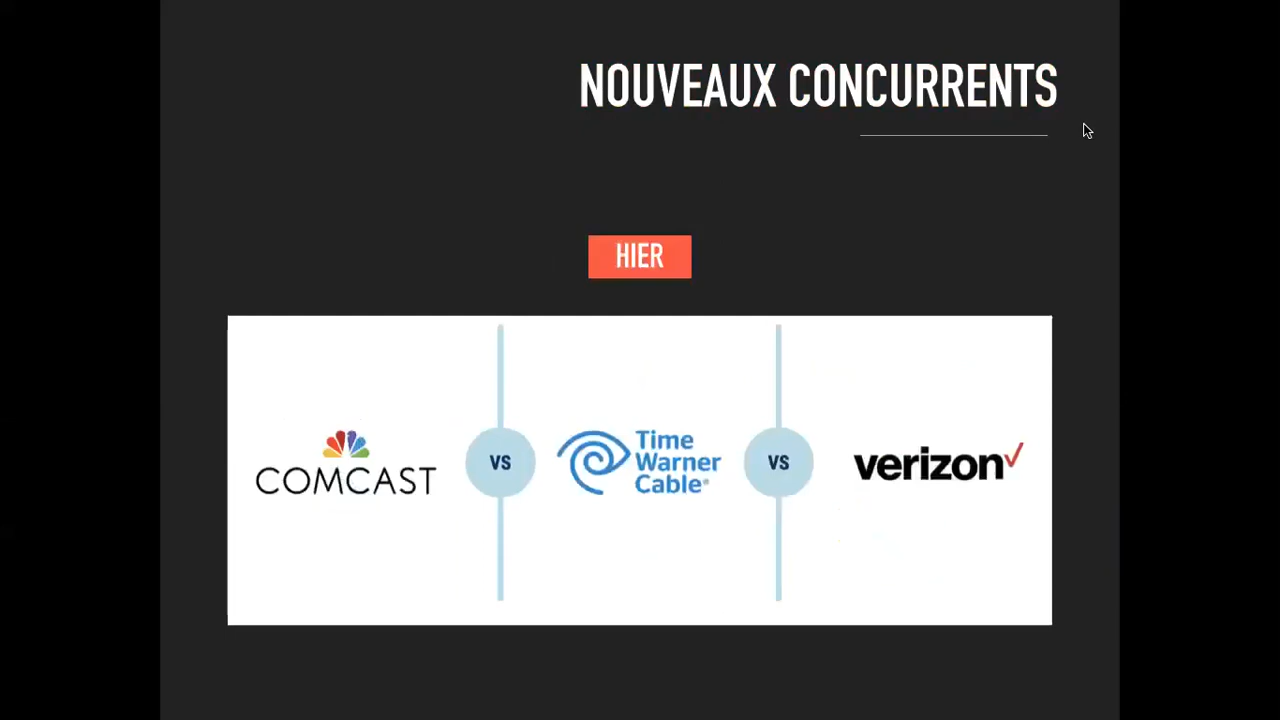 NOUVEAUX CONCURRENTS
HIER
COMCAST
VS
Time
Warner
Cable®
VS
verizon